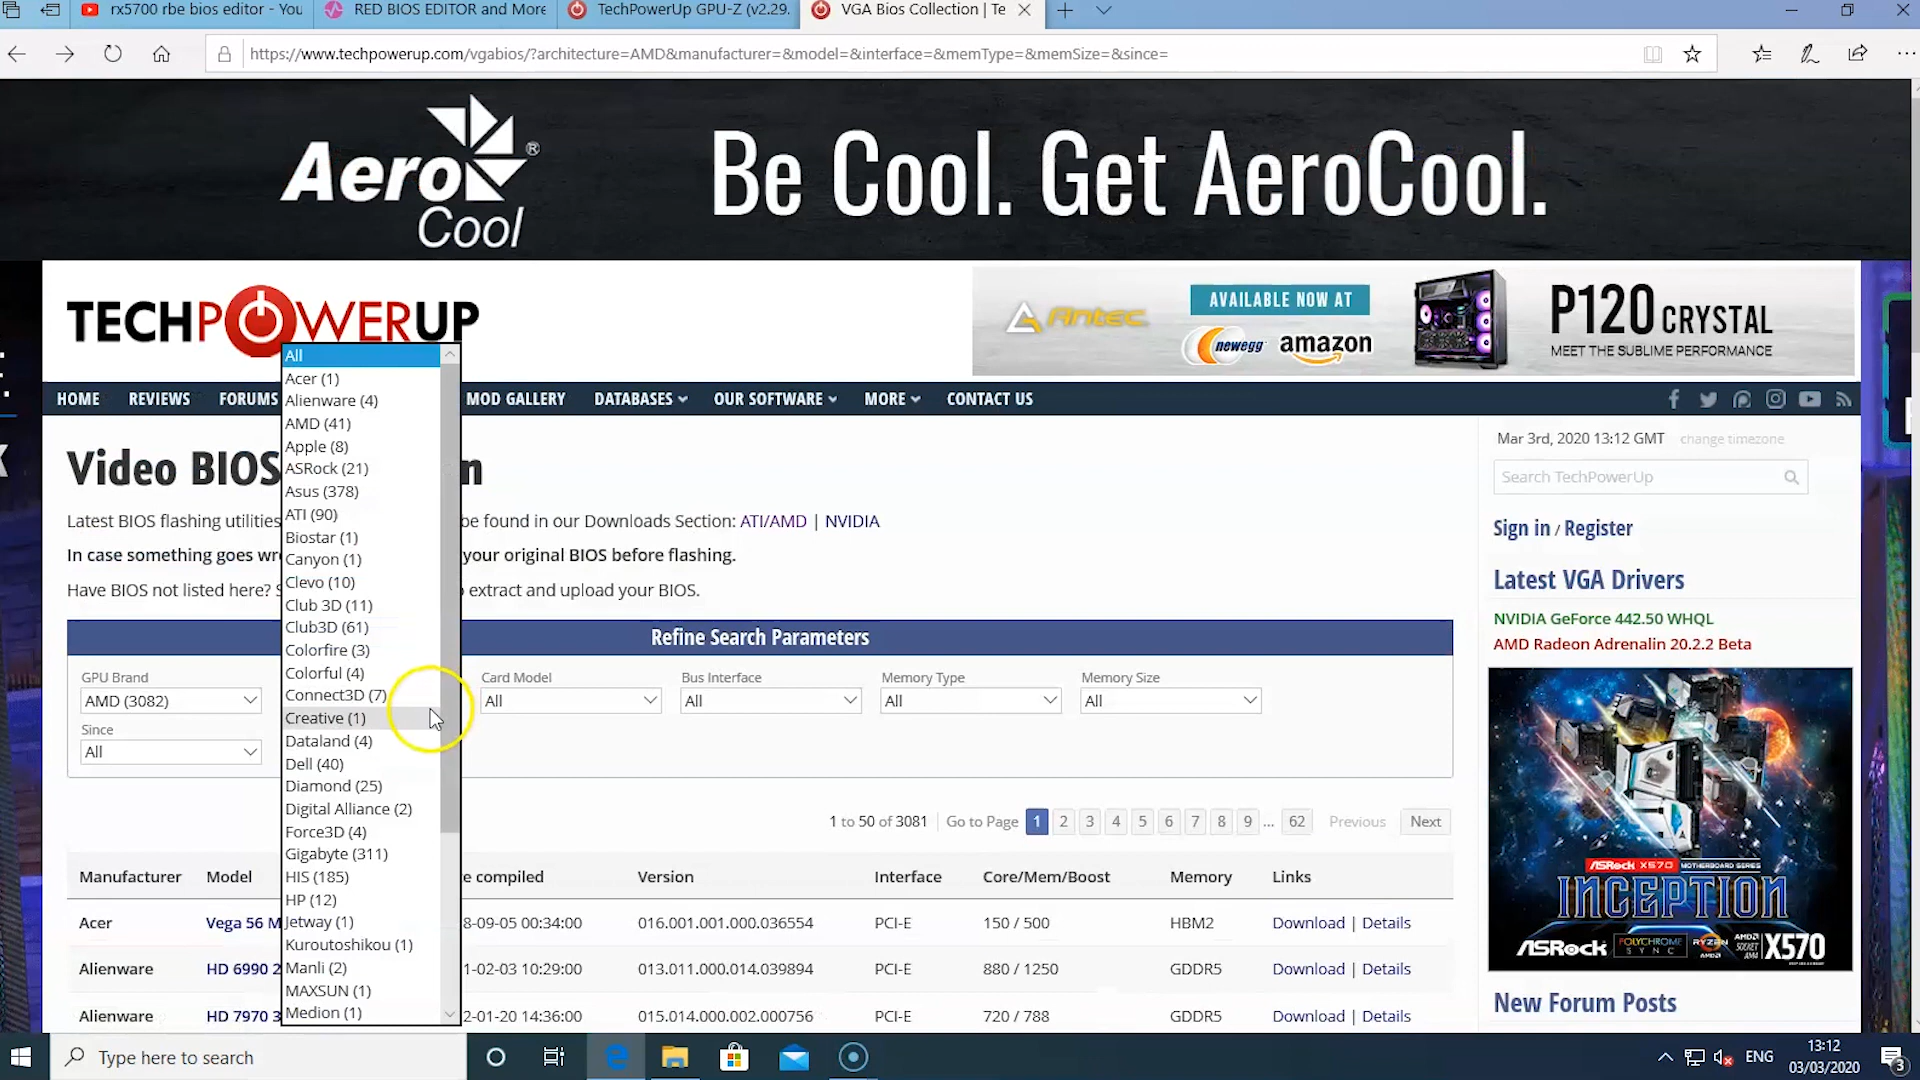 rx5700 rbe bios editor - You
RED BIOS EDITOR and More
TechPowerUp GPU-Z (v2.29.
VGA Bios Collection | Te
https://www.techpowerup.com/vgabios/?architecture=AMD&manufacturer=&model=&interface=&memType=&memSize=&since=
Aero
Cool
®
Be Cool. Get AeroCool.
TECHPOWERUP
Antec
AVAILABLE NOW AT
newegg amazon
P120 CRYSTAL
MEET THE SUBLIME PERFORMANCE
HOME REVIEWS FORUMS MOD GALLERY DATABASES OUR SOFTWARE MORE CONTACT US
Video BIOS n
Latest BIOS flashing utilities be found in our Downloads Section: ATI/AMD | NVIDIA
In case something goes wr your original BIOS before flashing.
Have BIOS not listed here? S extract and upload your BIOS.
Refine Search Parameters
GPU Brand
AMD (3082)
Card Model
All
Bus Interface
All
Memory Type
All
Memory Size
All
Since
All
All
Acer (1)
Alienware (4)
AMD (41)
Apple (8)
ASRock (21)
Asus (378)
ATI (90)
Biostar (1)
Canyon (1)
Clevo (10)
Club 3D (11)
Club3D (61)
Colorfire (3)
Colorful (4)
Connect3D (7)
Creative (1)
Dataland (4)
Dell (40)
Diamond (25)
Digital Alliance (2)
Force3D (4)
Gigabyte (311)
HIS (185)
HP (12)
Jetway (1)
Kuroutoshikou (1)
Manli (2)
MAXSUN (1)
Medion (1)
1 to 50 of 3081 Go to Page 1 2 3 4 5 6 7 8 9 ... 62 Previous Next
Manufacturer Model e compiled Version Interface Core/Mem/Boost Memory Links
Acer Vega 56 M 8-09-05 00:34:00 016.001.001.000.036554 PCI-E 150 / 500 HBM2 Download | Details
Alienware HD 6990 2 1-02-03 10:29:00 013.011.000.014.039894 PCI-E 880 / 1250 GDDR5 Download | Details
Alienware HD 7970 3 2-01-20 14:36:00 015.014.000.002.000756 PCI-E 720 / 788 GDDR5 Download | Details
Mar 3rd, 2020 13:12 GMT change timezone
Search TechPowerUp
Sign in / Register
Latest VGA Drivers
NVIDIA GeForce 442.50 WHQL
AMD Radeon Adrenalin 20.2.2 Beta
ASRock X570 MOTHERBOARD SERIES
INCEPTION
ASRock POLYCHROME SYNC RYZEN AMD SOCKET AM4 X570
New Forum Posts
Type here to search
ENG
13:12
03/03/2020
3